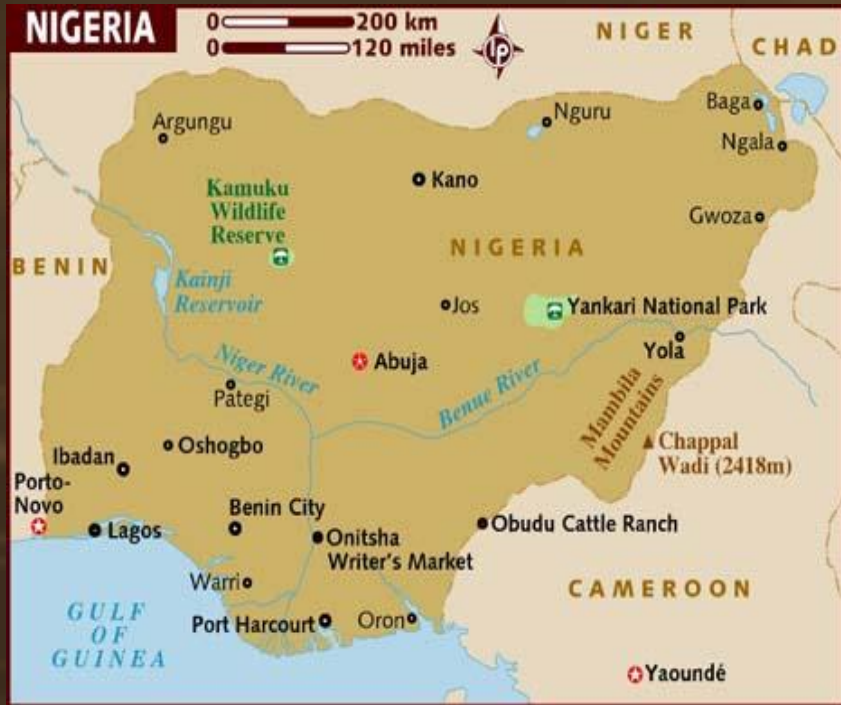 NIGERIA
0 200 km
0 120 miles
lp
NIGER
CHAD
Argungu
Nguru
Baga
Ngala
Kano
Kamuku
Wildlife
Reserve
Gwoza
NIGERIA
BENIN
Kainji
Reservoir
Jos
Yankari National Park
Yola
Abuja
Niger River
Benue River
Pategi
Mambila
Mountains
Chappal
Wadi (2418m)
Oshogbo
Ibadan
Porto-
Novo
Lagos
Benin City
Onitsha
Writer's Market
Obudu Cattle Ranch
Warri
CAMEROON
GULF
OF
GUINEA
Port Harcourt
Oron
Yaoundé